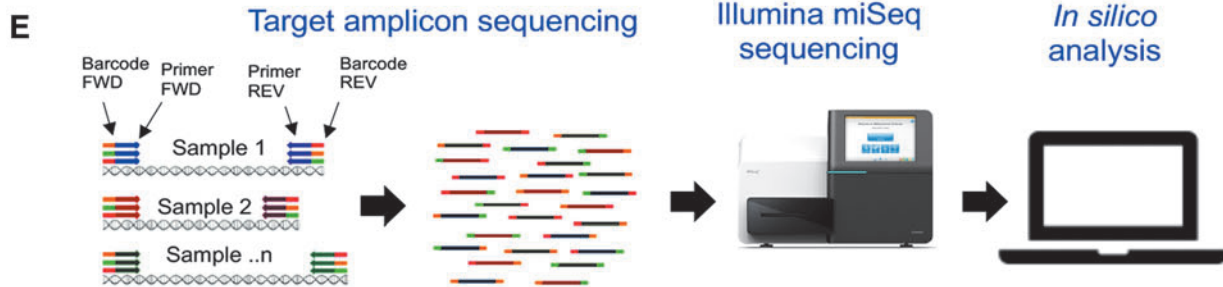 E
Target amplicon sequencing
Illumina miSeq
sequencing
In silico
analysis
Barcode
FWD
Primer
FWD
Primer
REV
Barcode
REV
Sample 1
Sample 2
Sample ..n